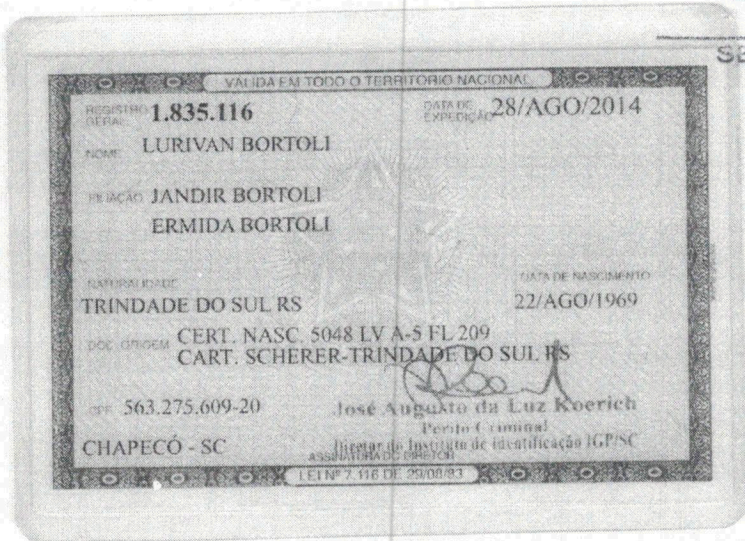 SE
VÁLIDA EM TODO O TERRITÓRIO NACIONAL
REGISTRO GERAL 1.835.116 DATA DE EXPEDIÇÃO 28/AGO/2014
NOME LURIVAN BORTOLI
FILIAÇÃO JANDIR BORTOLI
ERMIDA BORTOLI
NATURALIDADE DATA DE NASCIMENTO
TRINDADE DO SUL RS 22/AGO/1969
DOC. ORIGEM CERT. NASC. 5048 LV A-5 FL 209
CART. SCHERER-TRINDADE DO SUL RS
CPF 563.275.609-20 José Augusto da Luz Koerich
Perito Criminal
CHAPECÓ - SC Diretor do Instituto de identificação IGP/SC
ASSINATURA DO DIRETOR
LEI Nº 7.116 DE 29/08/83